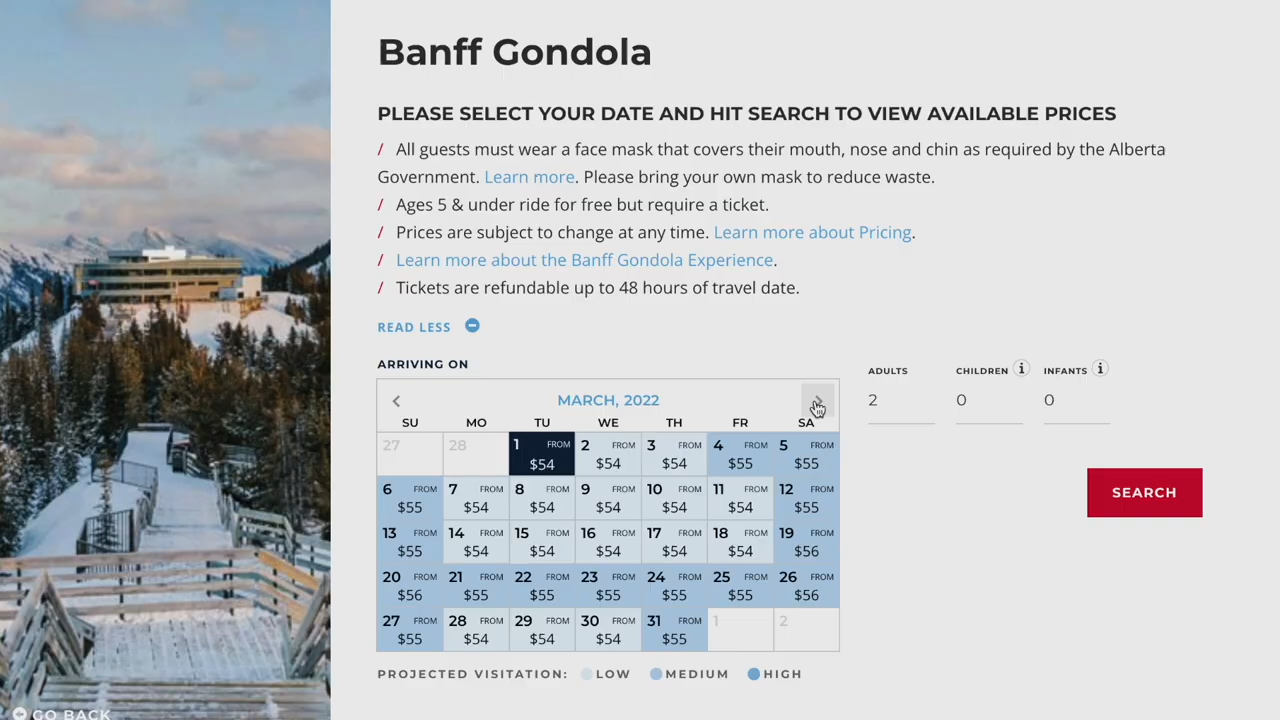 Banff Gondola
PLEASE SELECT YOUR DATE AND HIT SEARCH TO VIEW AVAILABLE PRICES
/ All guests must wear a face mask that covers their mouth, nose and chin as required by the Alberta
Government. Learn more. Please bring your own mask to reduce waste.
/ Ages 5 & under ride for free but require a ticket.
/ Prices are subject to change at any time. Learn more about Pricing.
/ Learn more about the Banff Gondola Experience.
/ Tickets are refundable up to 48 hours of travel date.
READ LESS
ARRIVING ON
ADULTS CHILDREN i INFANTS i
2 0 0
MARCH, 2022
SU MO TU WE TH FR SA
27 28 1 FROM 2 FROM 3 FROM 4 FROM 5 FROM
$54 $54 $54 $55 $55
6 FROM 7 FROM 8 FROM 9 FROM 10 FROM 11 FROM 12 FROM
$55 $54 $54 $54 $54 $54 $55
13 FROM 14 FROM 15 FROM 16 FROM 17 FROM 18 FROM 19 FROM
$55 $54 $54 $54 $54 $54 $56
20 FROM 21 FROM 22 FROM 23 FROM 24 FROM 25 FROM 26 FROM
$56 $55 $55 $55 $55 $55 $56
27 FROM 28 FROM 29 FROM 30 FROM 31 FROM 1 2
$55 $54 $54 $54 $55
SEARCH
PROJECTED VISITATION: LOW MEDIUM HIGH
GO BACK